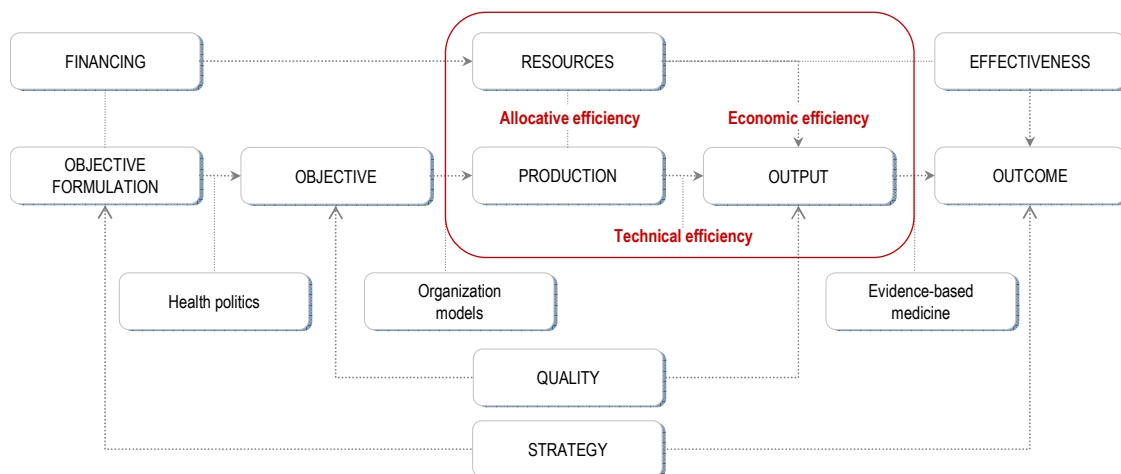 FINANCING
RESOURCES
EFFECTIVENESS
Allocative efficiency
Economic efficiency
OBJECTIVE
FORMULATION
OBJECTIVE
PRODUCTION
OUTPUT
OUTCOME
Technical efficiency
Health politics
Organization
models
Evidence-based
medicine
QUALITY
STRATEGY